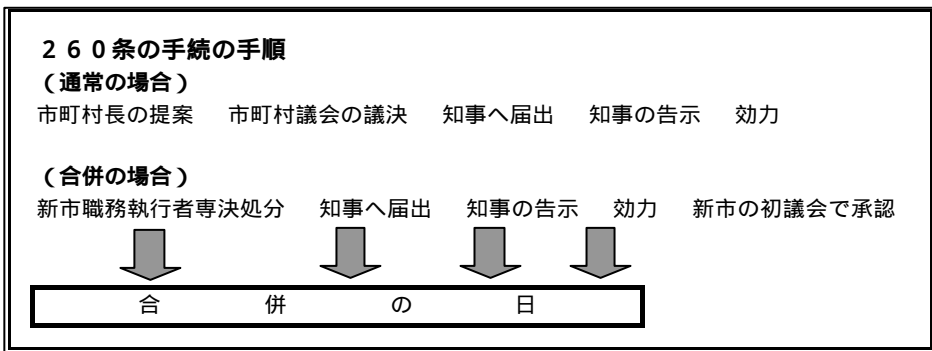 ２６０条の手続の手順
（通常の場合）
市町村長の提案　市町村議会の議決　知事へ届出　知事の告示　効力
（合併の場合）
新市職務執行者専決処分　知事へ届出　知事の告示　効力　新市の初議会で承認
合　併　の　日